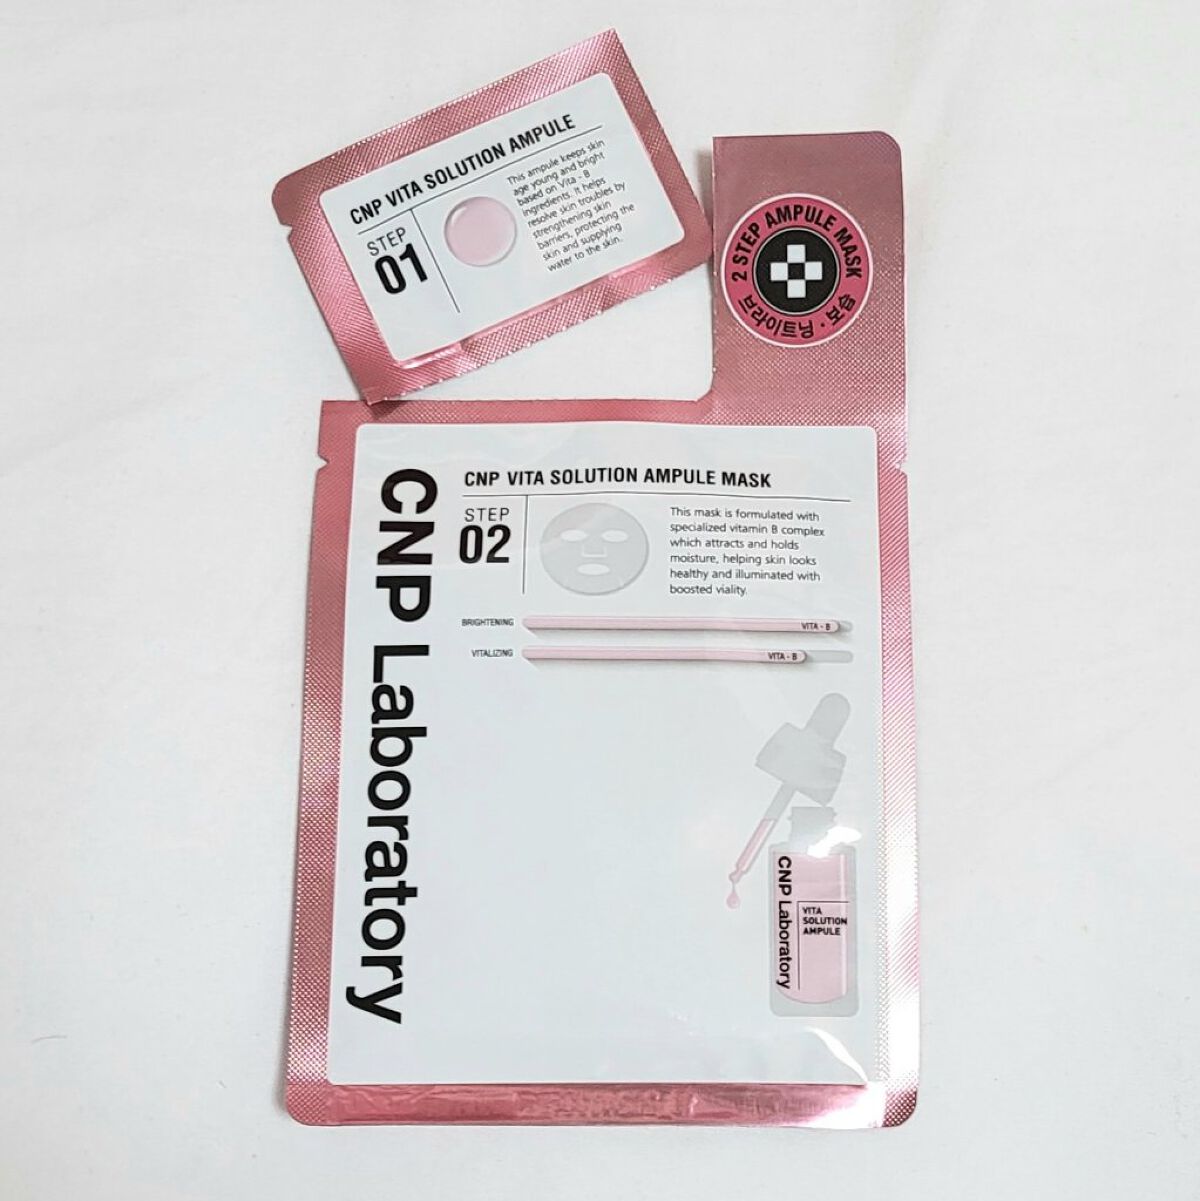 CNP VITA SOLUTION AMPULE
STEP
01
This ampule keeps skin
age young and bright
based on Vita - B
ingredients. It helps
resolve skin troubles by
strengthening skin
barriers, protecting the
skin and supplying
water to the skin.
2 STEP AMPULE MASK
브라이트닝 · 보습
CNP Laboratory
CNP VITA SOLUTION AMPULE MASK
STEP
02
This mask is formulated with
specialized vitamin B complex
which attracts and holds
moisture, helping skin looks
healthy and illuminated with
boosted viality.
BRIGHTENING
VITA - B
VITALIZING
VITA - B
CNP Laboratory
VITA
SOLUTION
AMPULE